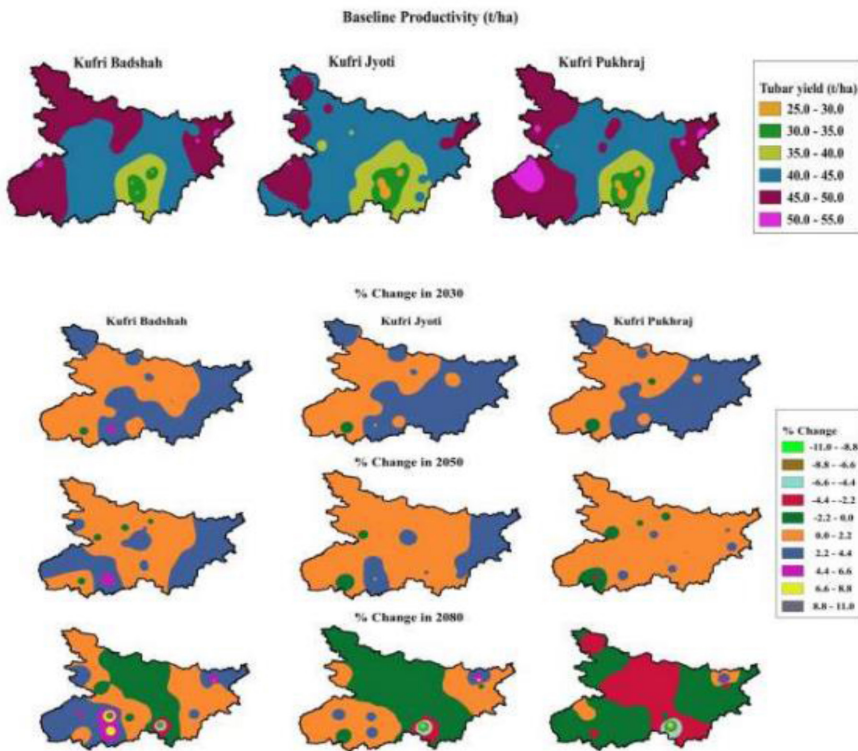 Baseline Productivity (t/ha)
Kufri Badshah
Kufri Jyoti
Kufri Pukhraj
Tubar yield (t/ha)
25.0 - 30.0
30.0 - 35.0
35.0 - 40.0
40.0 - 45.0
45.0 - 50.0
50.0 - 55.0
% Change in 2030
Kufri Badshah
Kufri Jyoti
Kufri Pukhraj
% Change
-11.0 - -8.8
-8.8 - -6.6
-6.6 - -4.4
-4.4 - -2.2
-2.2 - 0.0
0.0 - 2.2
2.2 - 4.4
4.4 - 6.6
6.6 - 8.8
8.8 - 11.0
% Change in 2050
% Change in 2080